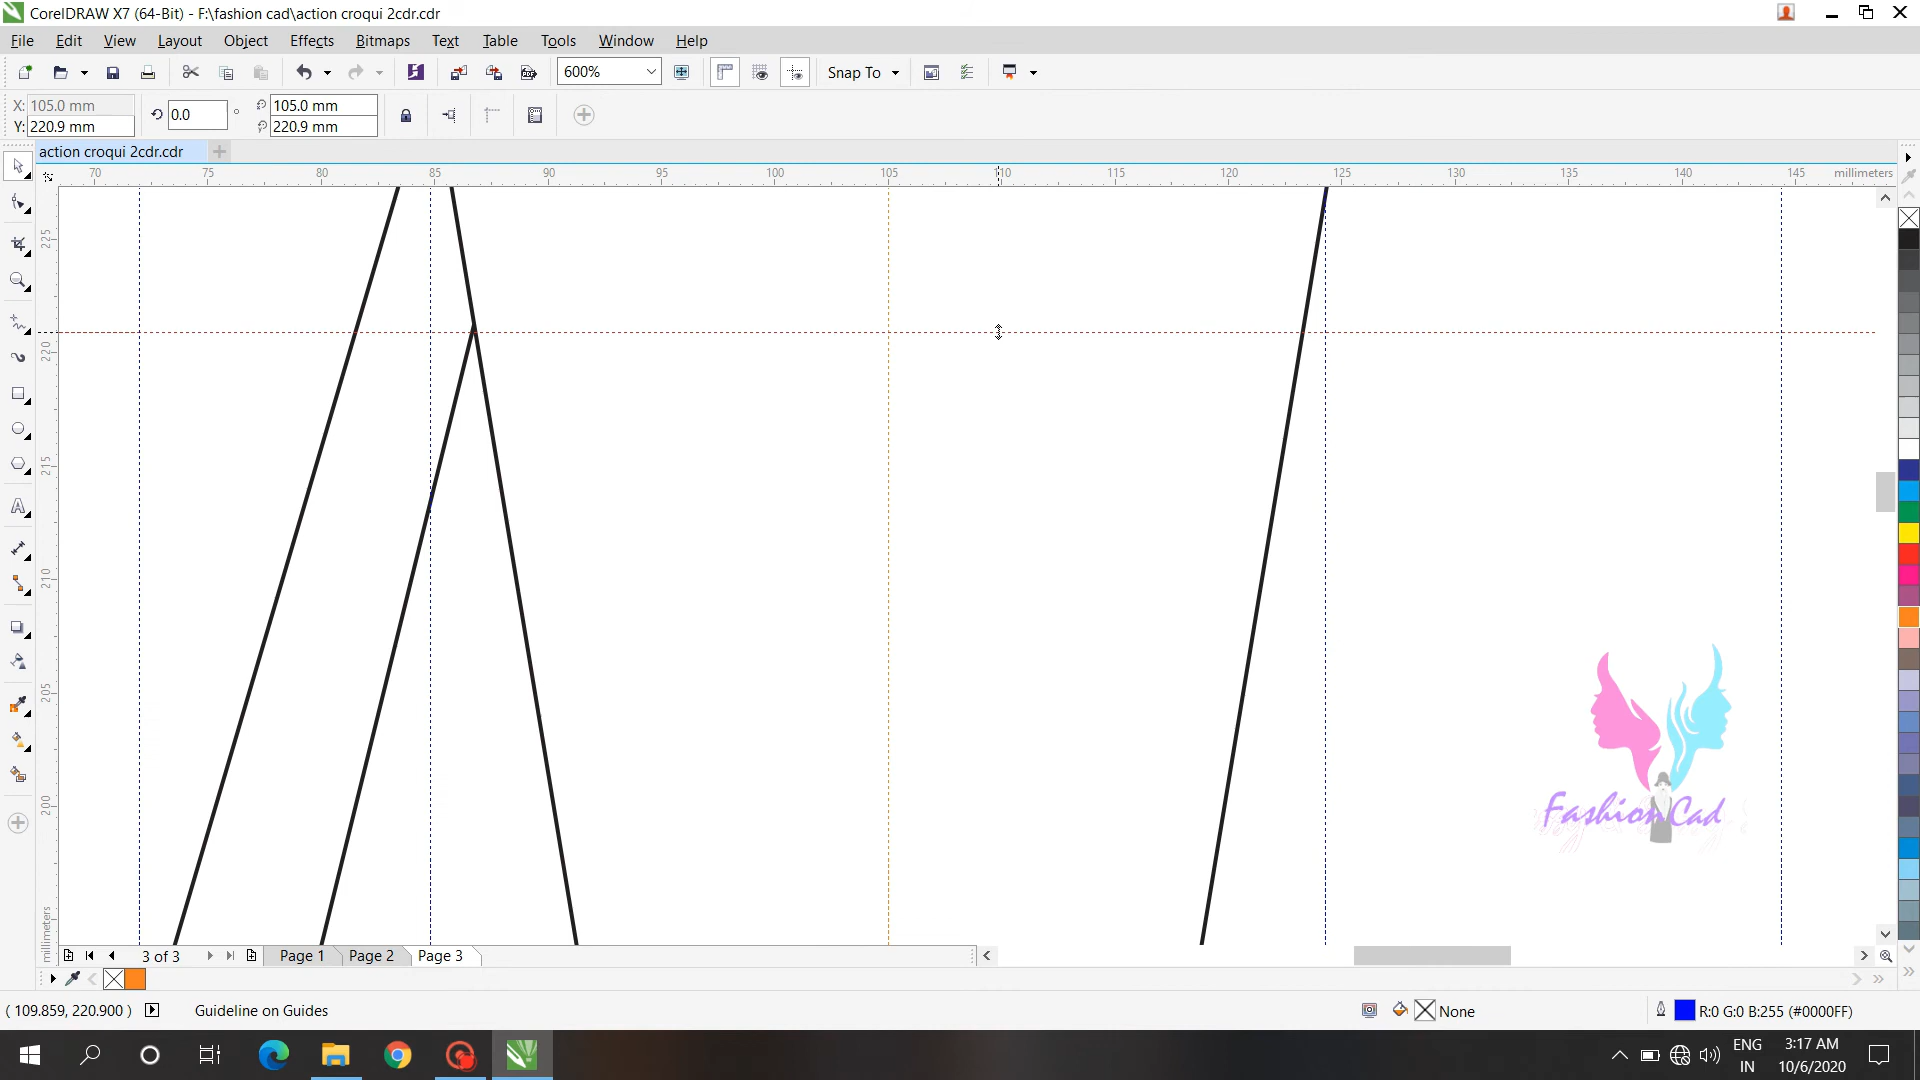 CorelDRAW X7 (64-Bit) - F:\fashion cad\action croqui 2cdr.cdr
File Edit View Layout Object Effects Bitmaps Text Table Tools Window Help
600% Snap To
X: 105.0 mm 0.0 ° 105.0 mm
Y: 220.9 mm 220.9 mm
action croqui 2cdr.cdr
70 75 80 85 90 95 100 105 110 115 120 125 130 135 140 145 millimeters
225
220
215
210
205
200
millimeters
FashionCad
3 of 3 Page 1 Page 2 Page 3
( 109.859, 220.900 ) Guideline on Guides None R:0 G:0 B:255 (#0000FF)
ENG 3:17 AM
IN 10/6/2020